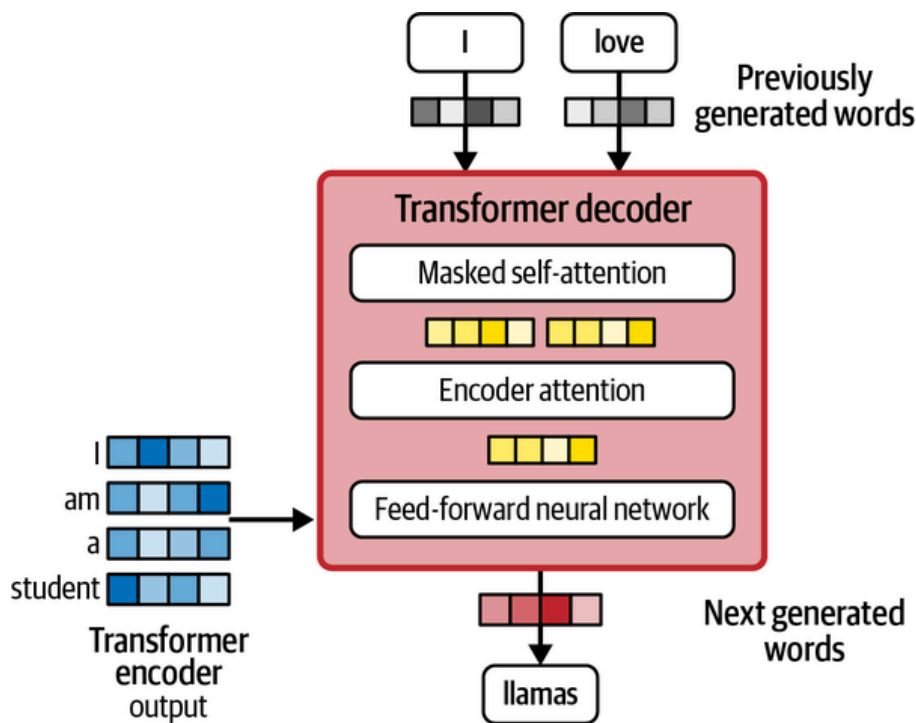 I
love
Previously
generated words
Transformer decoder
Masked self-attention
Encoder attention
Feed-forward neural network
I
am
a
student
Transformer
encoder
output
Next generated
words
llamas